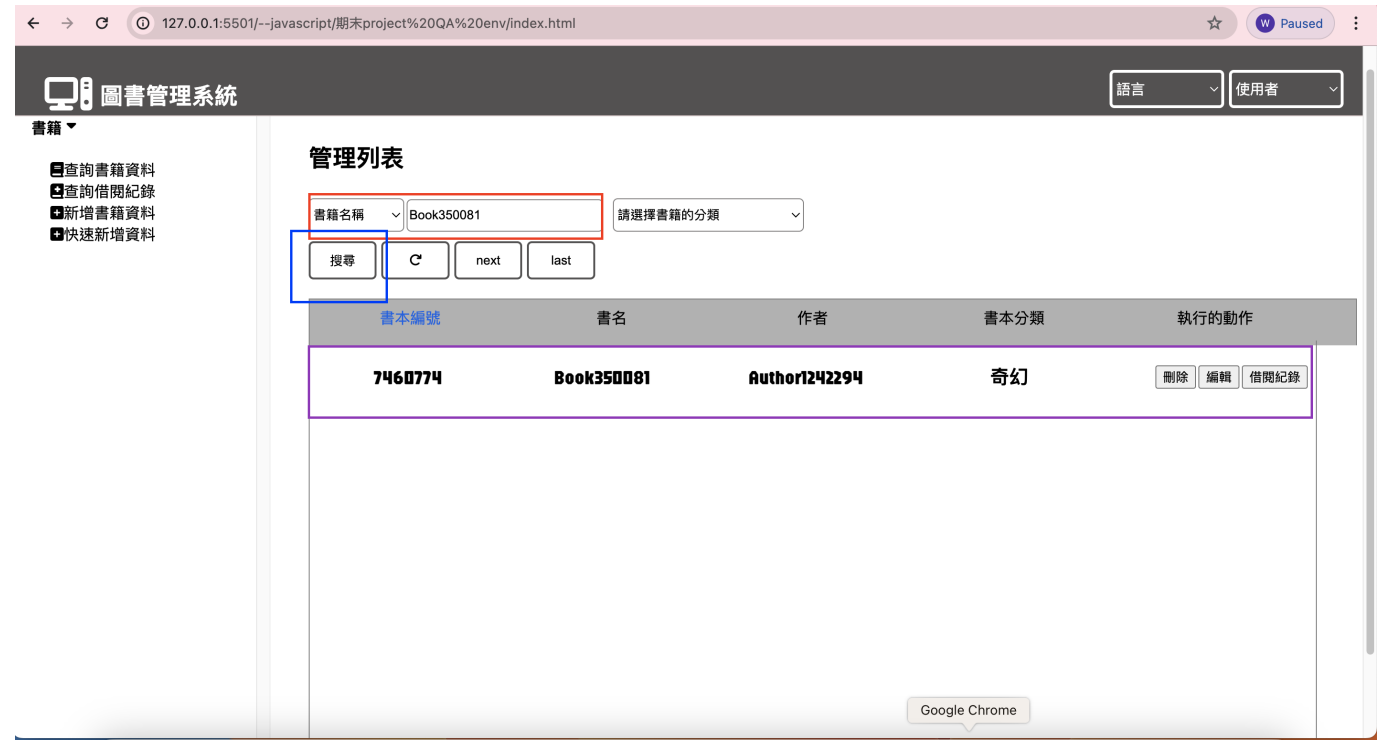 127.0.0.1:5501/--javascript/期末project%20QA%20env/index.html
W Paused
圖書管理系統
語言 使用者
書籍
查詢書籍資料
查詢借閱紀錄
新增書籍資料
快速新增資料
管理列表
書籍名稱 Book350081 請選擇書籍的分類
搜尋 next last
書本編號 書名 作者 書本分類 執行的動作
7460774 Book350081 Author1242294 奇幻 刪除 編輯 借閱紀錄
Google Chrome